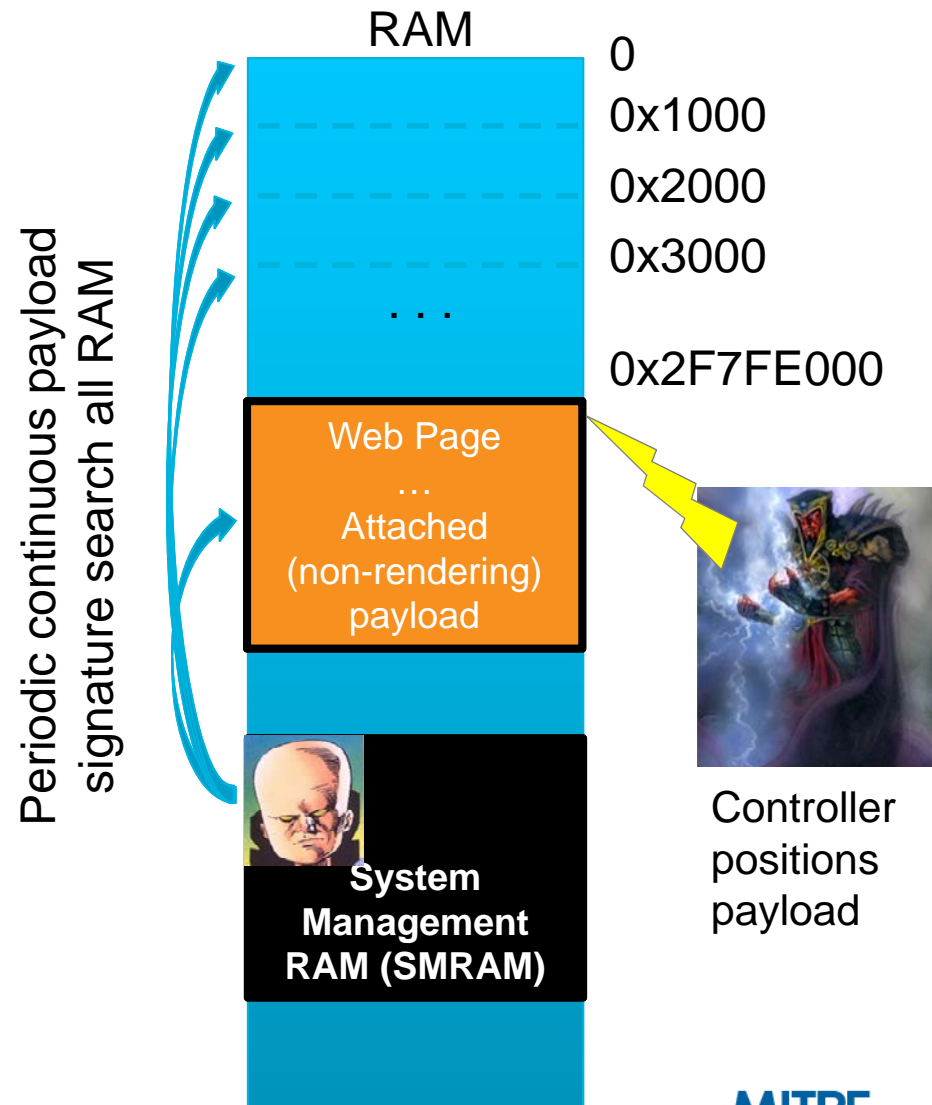 RAM
0
0x1000
0x2000
0x3000
. . .
0x2F7FE000
Periodic continuous payload
signature search all RAM
Web Page
…
Attached
(non-rendering)
payload
Controller
positions
payload
System
Management
RAM (SMRAM)
MITRE